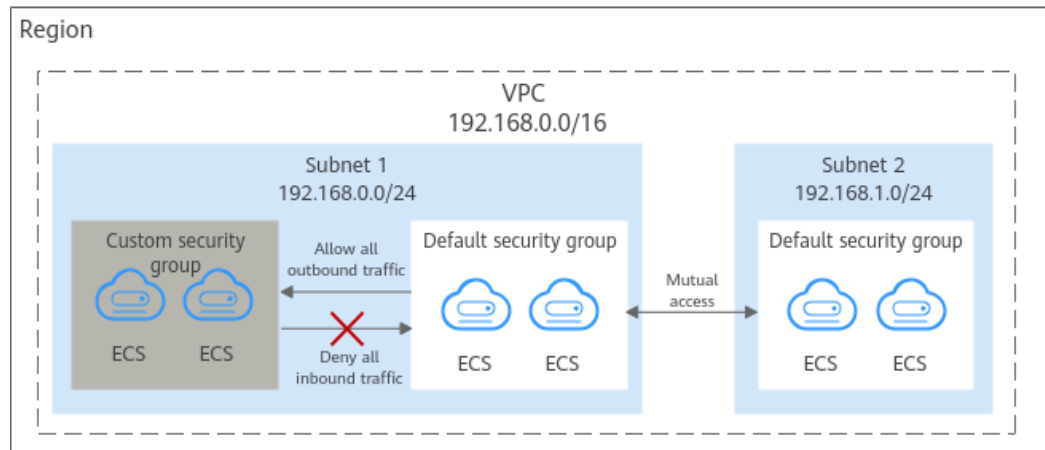 Region
VPC
192.168.0.0/16
Subnet 1
192.168.0.0/24
Custom security
group
ECS
ECS
Allow all
outbound traffic
Deny all
inbound traffic
Default security group
ECS
ECS
Mutual
access
Subnet 2
192.168.1.0/24
Default security group
ECS
ECS